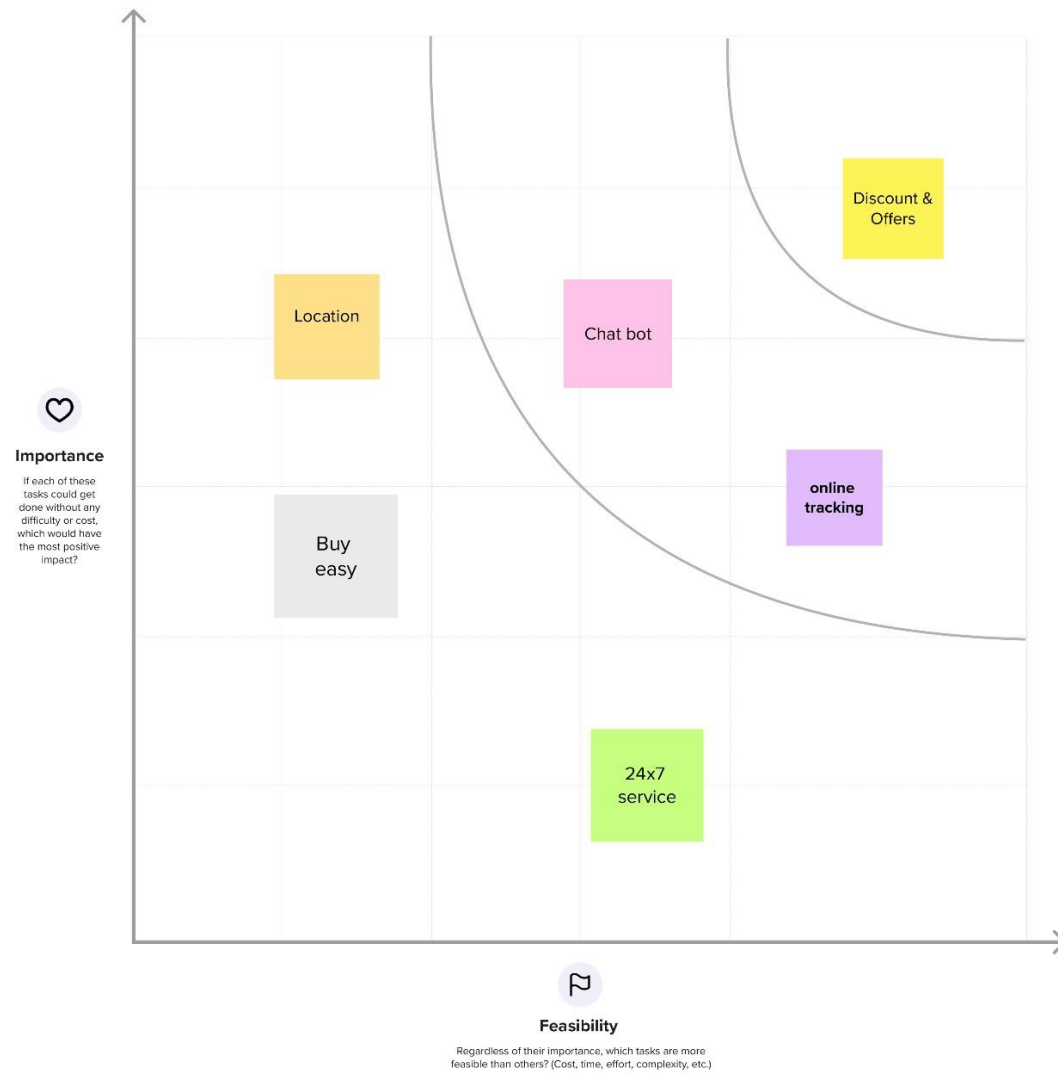 Discount &
Offers
Location
Chat bot
Importance
If each of these
tasks could get
done without any
difficulty or cost,
which would have
the most positive
impact?
online
tracking
Buy
easy
24x7
service
Feasibility
Regardless of their importance, which tasks are more
feasible than others? (Cost, time, effort, complexity, etc.)